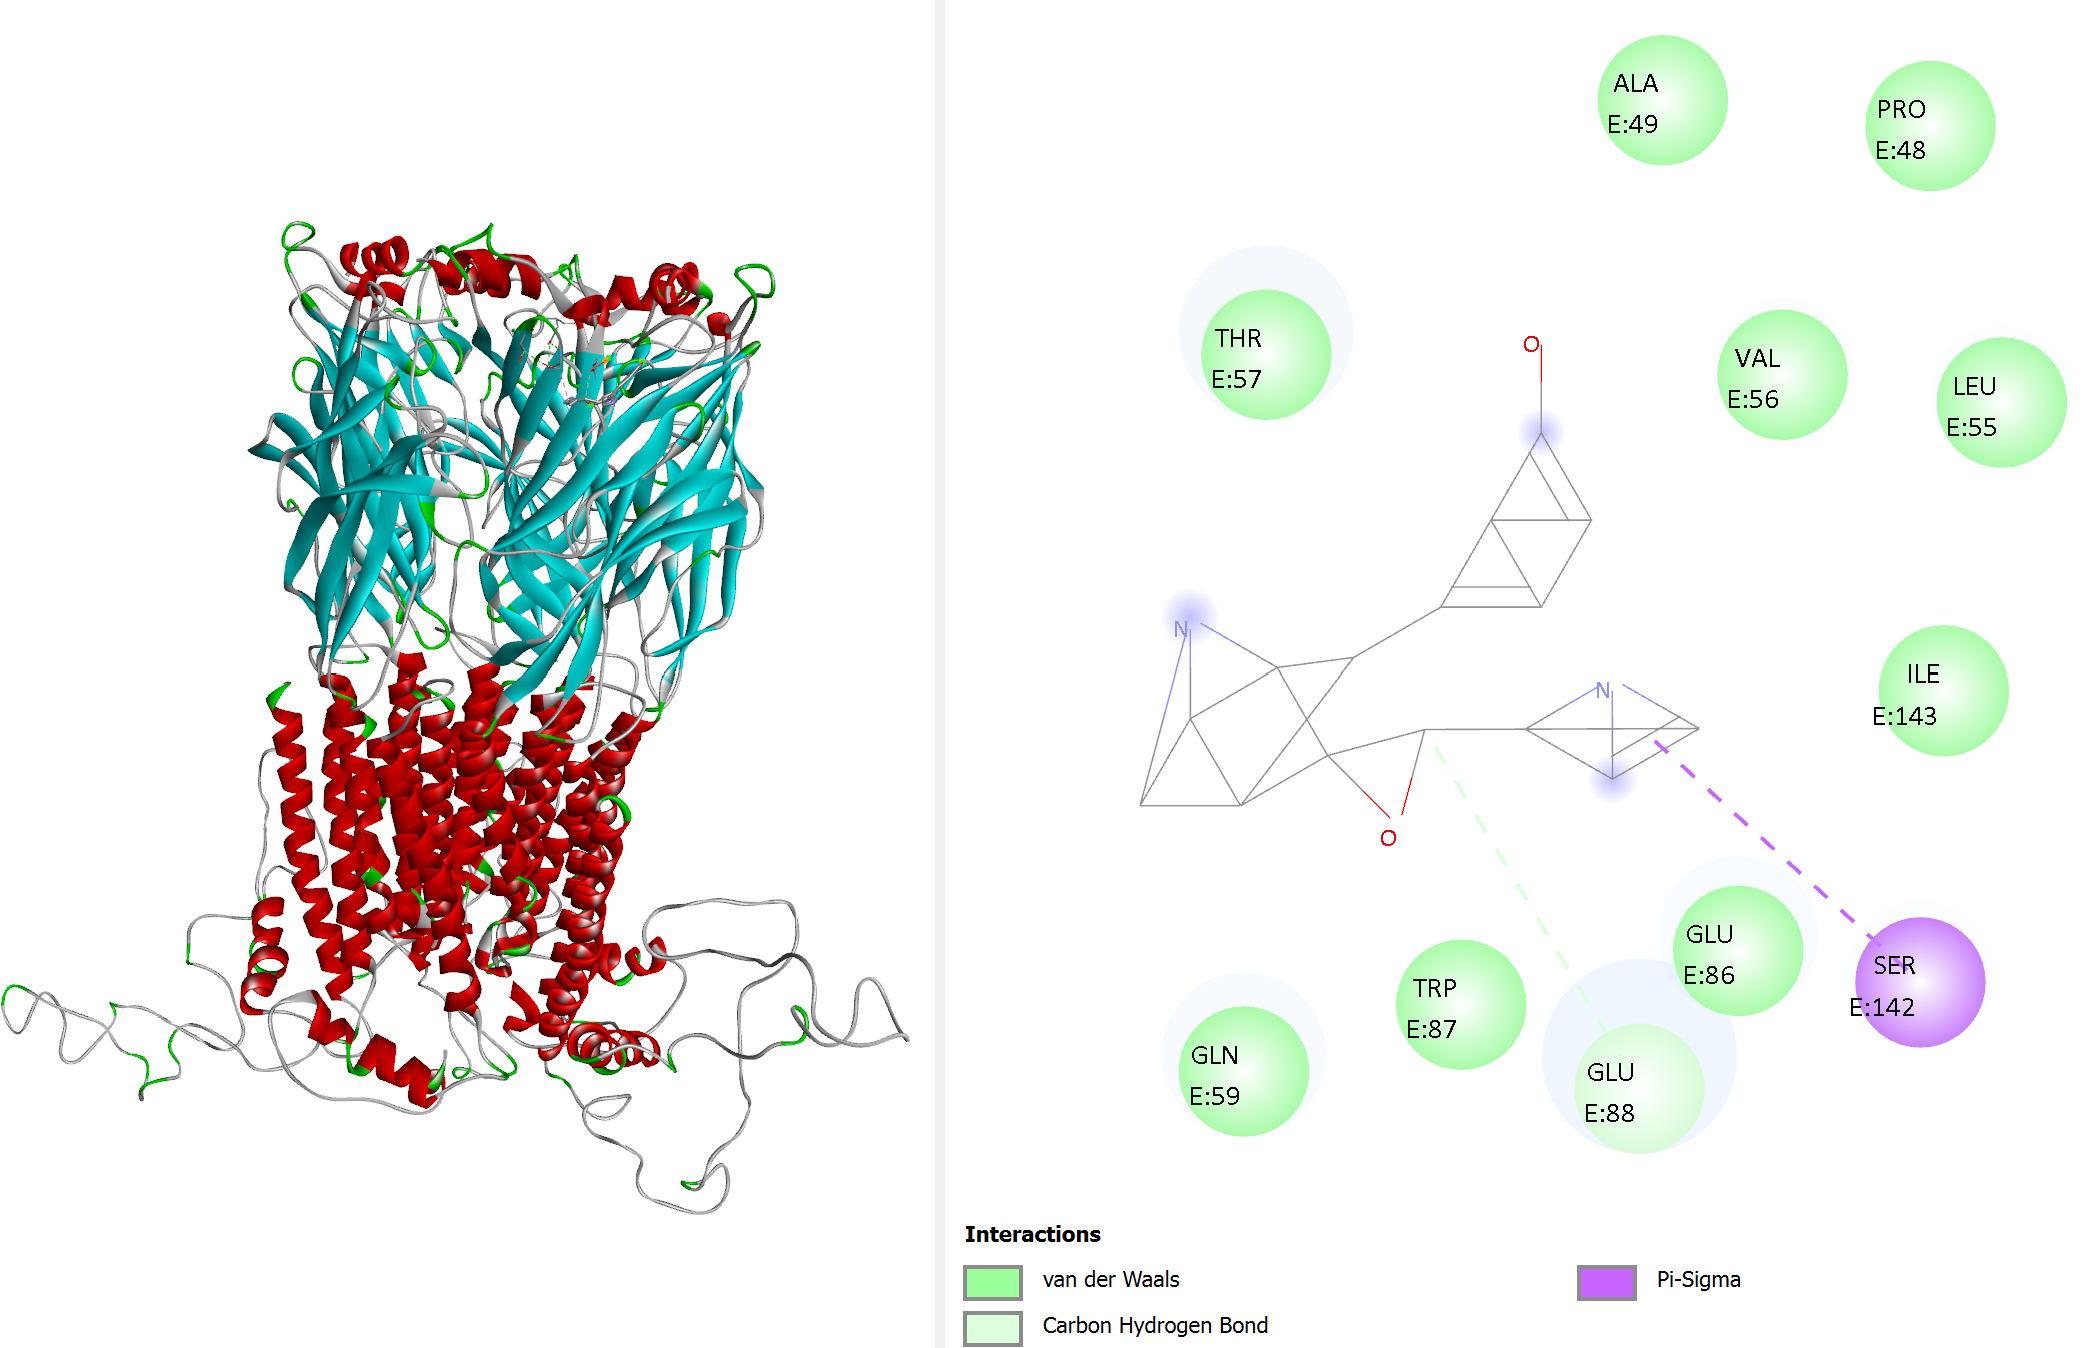 ALA
E:49
PRO
E:48
THR
E:57
O
VAL
E:56
LEU
E:55
N
ILE
E:143
N
O
GLU
E:86
SER
E:142
TRP
E:87
GLN
E:59
GLU
E:88
Interactions
van der Waals
Carbon Hydrogen Bond
Pi-Sigma